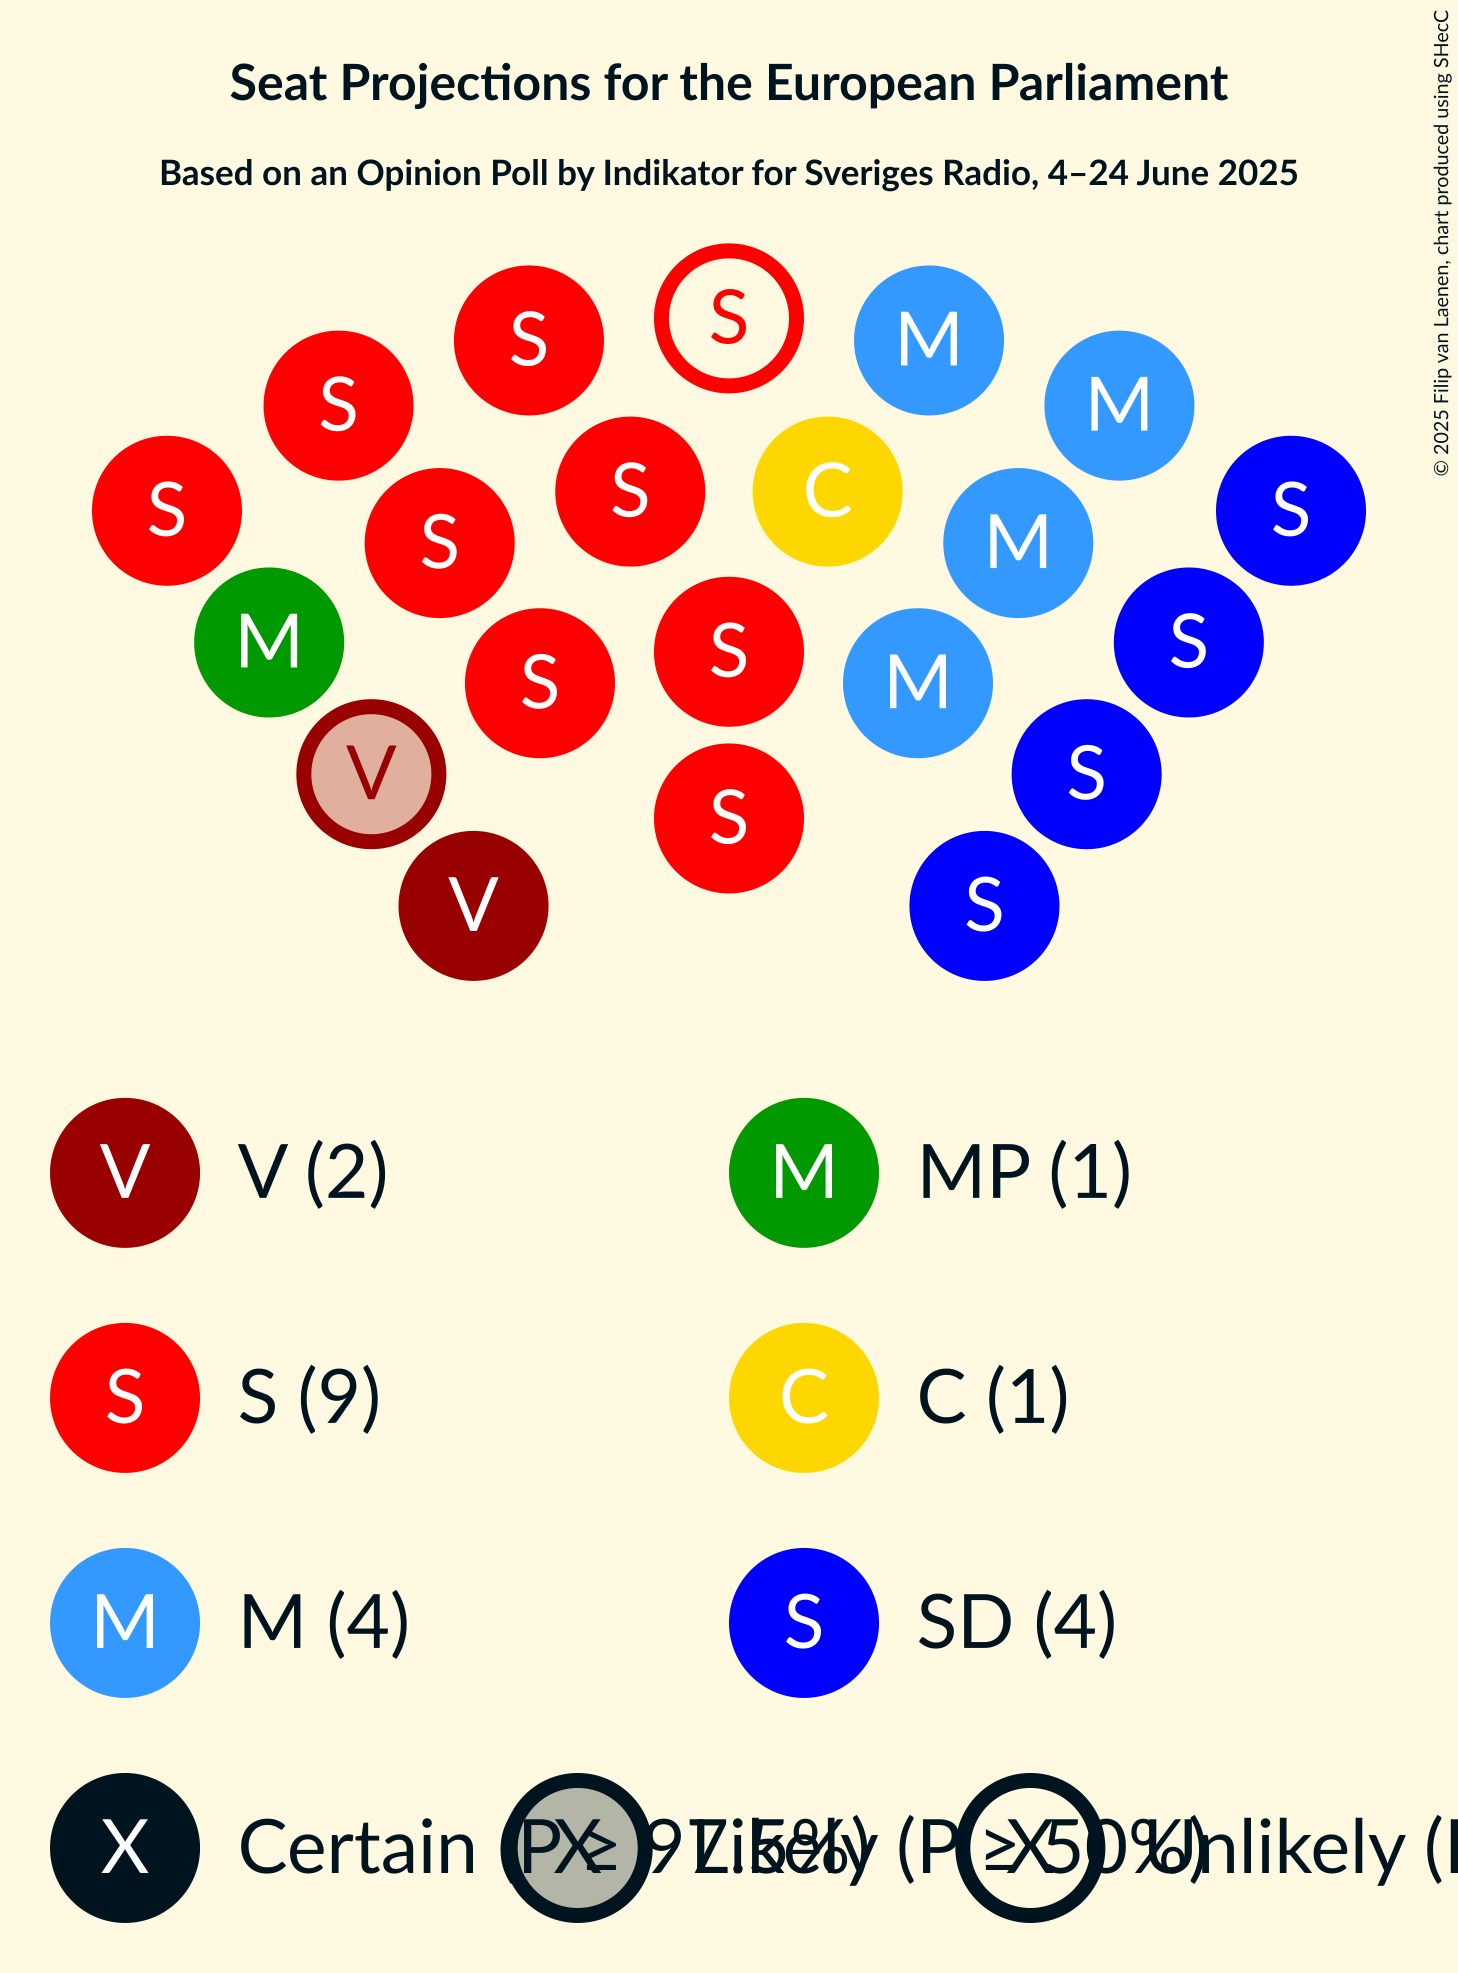 Seat Projections for the European Parliament
Based on an Opinion Poll by Indikator for Sveriges Radio, 4–24 June 2025
© 2025 Filip van Laenen, chart produced using SHecC
S
S M
S M
S C
S S
S M
S S
M S
S M
V S
S
V S
V V (2) M MP (1)
S S (9) C C (1)
M M (4) S SD (4)
X Certain (P ≥ 97.5%) X Likely (P ≥ 50%) X Unlikely (